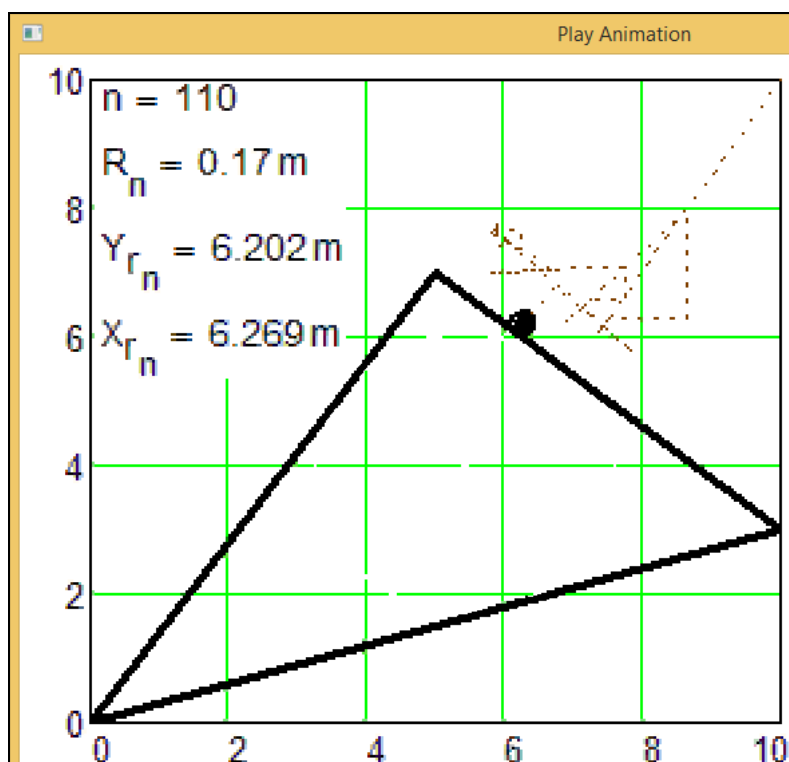 Play Animation
10
n = 110
R_n = 0.17 m
8
Y_r_n = 6.202 m
6
X_r_n = 6.269 m
4
2
0
0 2 4 6 8 10